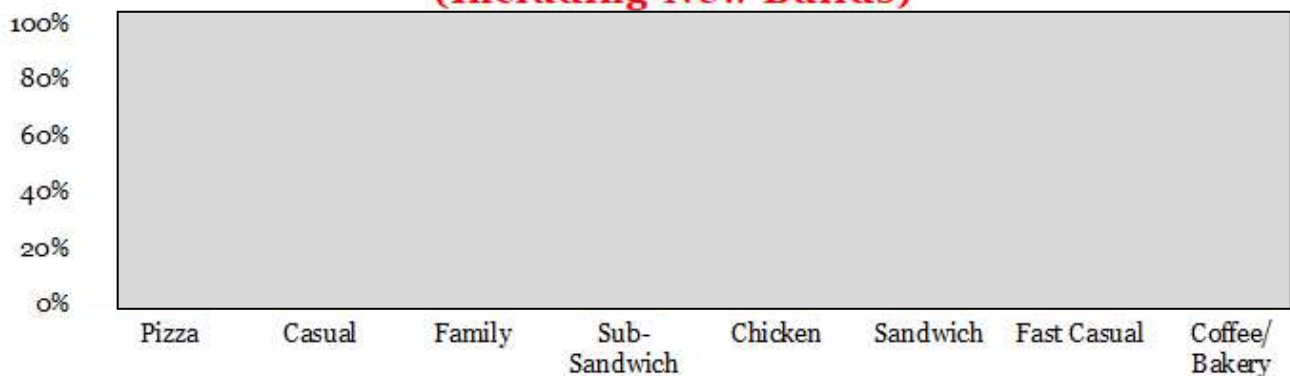 100%
80%
60%
40%
20%
0%
Pizza
Casual
Family
Sub-
Sandwich
Chicken
Sandwich
Fast Casual
Coffee/
Bakery